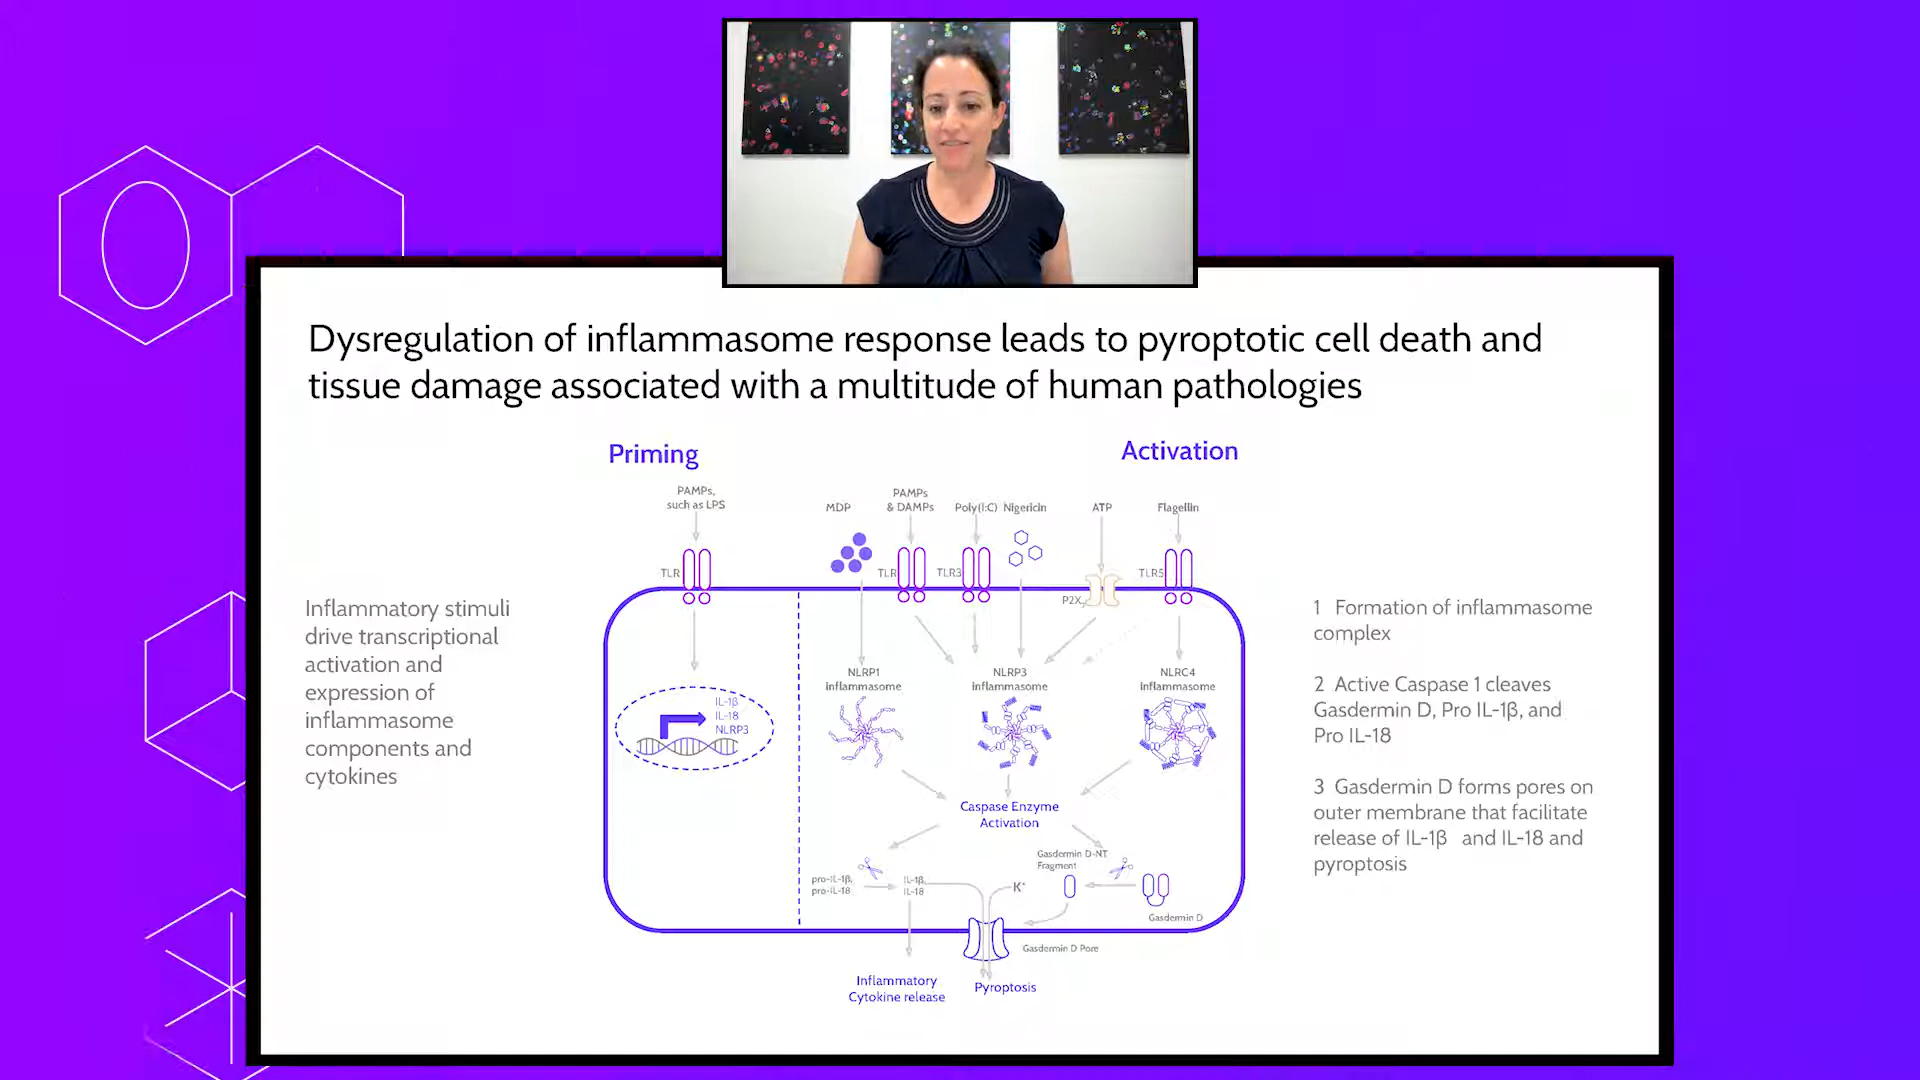 Dysregulation of inflammasome response leads to pyroptotic cell death and
tissue damage associated with a multitude of human pathologies
Priming
Activation
Inflammatory stimuli
drive transcriptional
activation and
expression of
inflammasome
components and
cytokines
PAMPs,
such as LPS
TLR
IL-1β
IL-18
NLRP3
MDP
PAMPs
& DAMPs
Poly(I:C)
Nigericin
ATP
Flagellin
TLR
TLR3
P2X7
TLR5
NLRP1
inflammasome
NLRP3
inflammasome
NLRC4
inflammasome
Caspase Enzyme
Activation
pro-IL-1β,
pro-IL-18
IL-1β,
IL-18
K+
Gasdermin D-NT
Fragment
Gasdermin D
Gasdermin D Pore
Inflammatory
Cytokine release
Pyroptosis
1 Formation of inflammasome
complex
2 Active Caspase 1 cleaves
Gasdermin D, Pro IL-1β, and
Pro IL-18
3 Gasdermin D forms pores on
outer membrane that facilitate
release of IL-1β and IL-18 and
pyroptosis